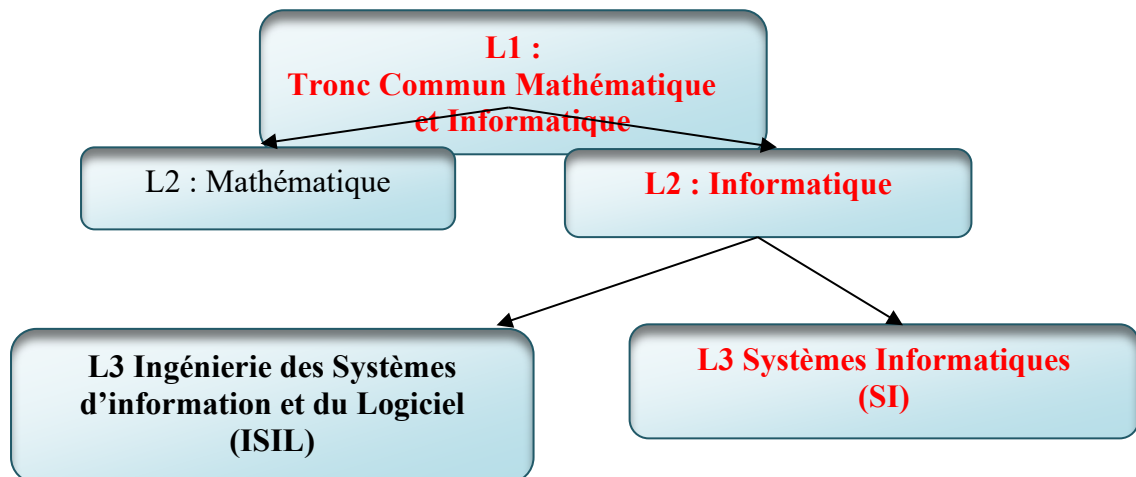 L1 :
Tronc Commun Mathématique
et Informatique
L2 : Mathématique
L2 : Informatique
L3 Ingénierie des Systèmes
d’information et du Logiciel
(ISIL)
L3 Systèmes Informatiques
(SI)